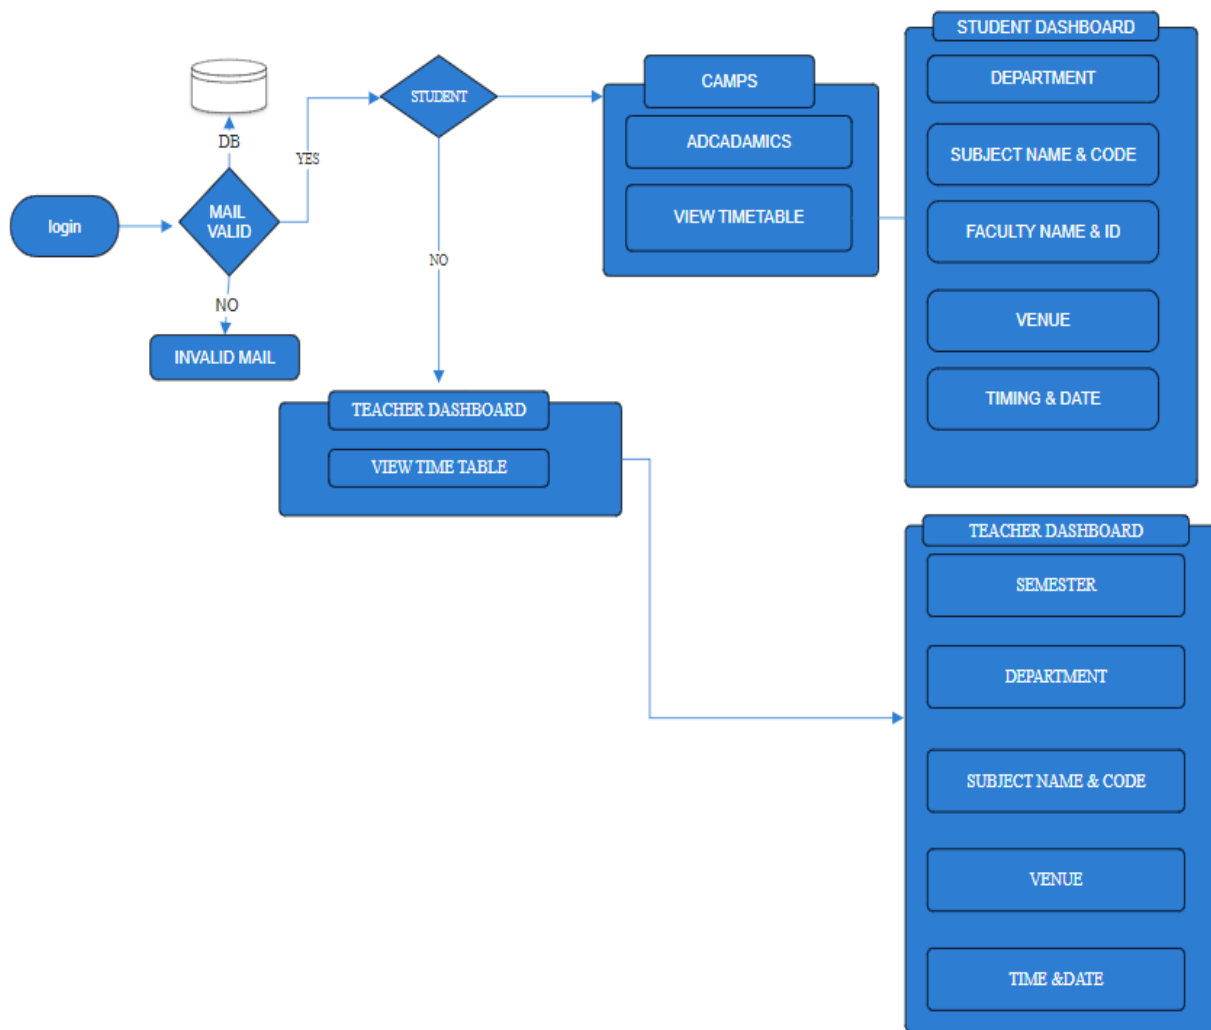 login
MAIL
VALID
DB
YES
NO
INVALID MAIL
STUDENT
NO
CAMPS
ADCADAMICS
VIEW TIMETABLE
STUDENT DASHBOARD
DEPARTMENT
SUBJECT NAME & CODE
FACULTY NAME & ID
VENUE
TIMING & DATE
TEACHER DASHBOARD
VIEW TIME TABLE
TEACHER DASHBOARD
SEMESTER
DEPARTMENT
SUBJECT NAME & CODE
VENUE
TIME &DATE